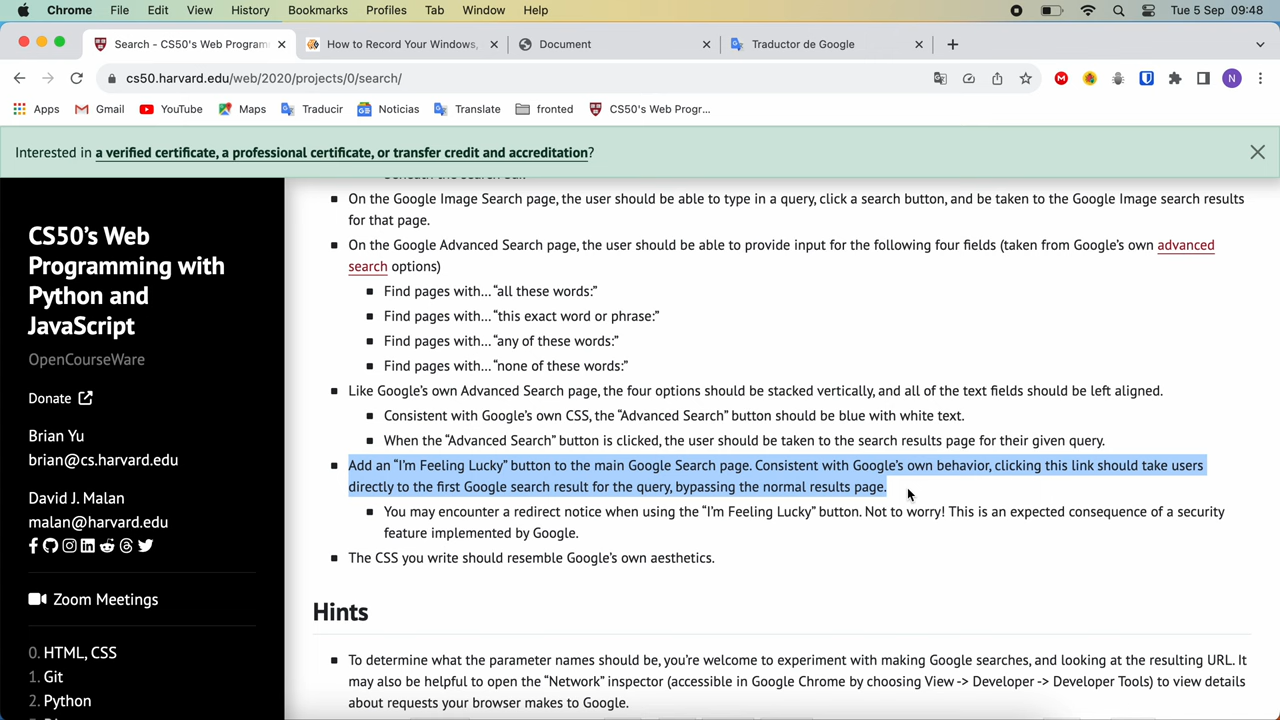 Chrome File Edit View History Bookmarks Profiles Tab Window Help Tue 5 Sep 09:48
Search - CS50's Web Program How to Record Your Windows, Document Traductor de Google
cs50.harvard.edu/web/2020/projects/0/search/ N
Apps Gmail YouTube Maps Traducir Noticias Translate fronted CS50's Web Progr...
Interested in a verified certificate, a professional certificate, or transfer credit and accreditation?
CS50's Web
Programming with
Python and
JavaScript
OpenCourseWare
Donate
Brian Yu
brian@cs.harvard.edu
David J. Malan
malan@harvard.edu
Zoom Meetings
0. HTML, CSS
1. Git
2. Python
On the Google Image Search page, the user should be able to type in a query, click a search button, and be taken to the Google Image search results
for that page.
On the Google Advanced Search page, the user should be able to provide input for the following four fields (taken from Google's own advanced
search options)
Find pages with… “all these words:”
Find pages with… “this exact word or phrase:”
Find pages with… “any of these words:”
Find pages with… “none of these words:”
Like Google's own Advanced Search page, the four options should be stacked vertically, and all of the text fields should be left aligned.
Consistent with Google's own CSS, the “Advanced Search” button should be blue with white text.
When the “Advanced Search” button is clicked, the user should be taken to the search results page for their given query.
Add an “I'm Feeling Lucky” button to the main Google Search page. Consistent with Google's own behavior, clicking this link should take users
directly to the first Google search result for the query, bypassing the normal results page.
You may encounter a redirect notice when using the “I'm Feeling Lucky” button. Not to worry! This is an expected consequence of a security
feature implemented by Google.
The CSS you write should resemble Google's own aesthetics.
Hints
To determine what the parameter names should be, you're welcome to experiment with making Google searches, and looking at the resulting URL. It
may also be helpful to open the “Network” inspector (accessible in Google Chrome by choosing View -> Developer -> Developer Tools) to view details
about requests your browser makes to Google.